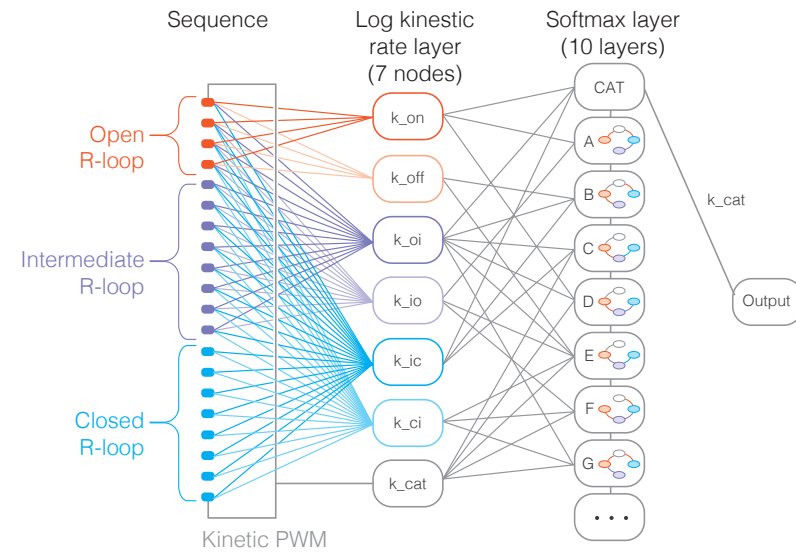 Sequence
Log kinestic
rate layer
(7 nodes)
Softmax layer
(10 layers)
Open
R-loop
Intermediate
R-loop
Closed
R-loop
Kinetic PWM
k_on
k_off
k_oi
k_io
k_ic
k_ci
k_cat
CAT
A
B
C
D
E
F
G
...
k_cat
Output